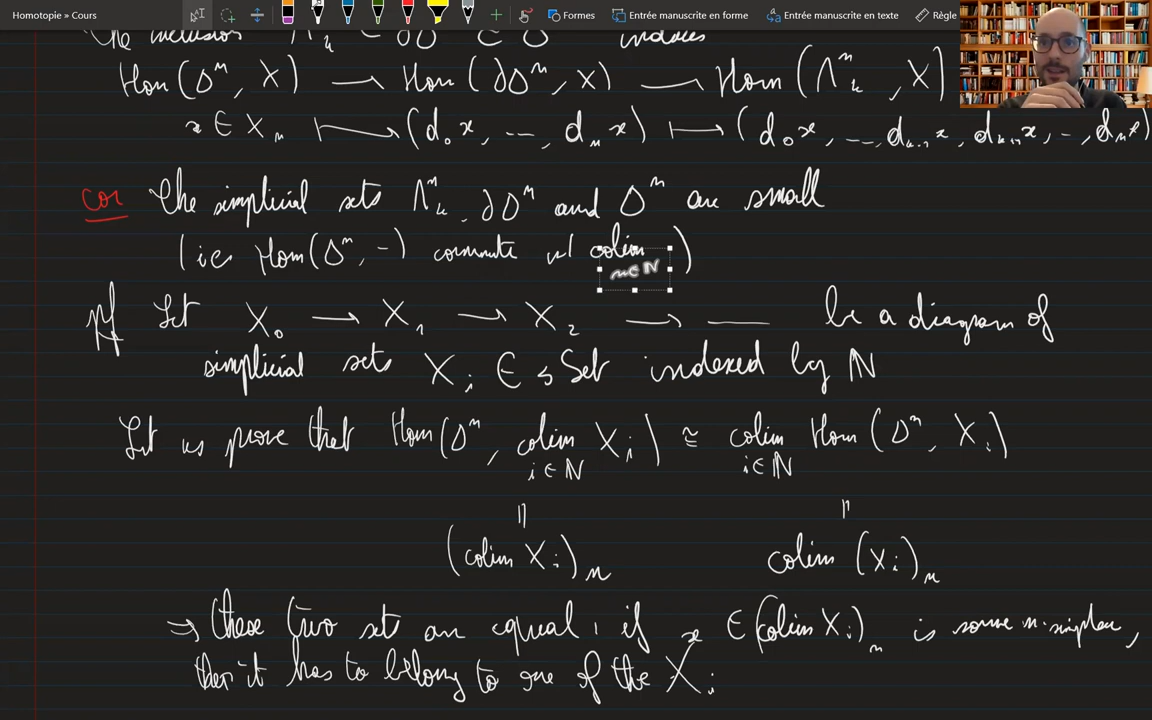 Homotopie » Cours
Formes Entrée manuscrite en forme Entrée manuscrite en texte Règle
The inclusion Λⁿₖ ⊂ ∂Δⁿ ⊂ Δⁿ induces
Hom(Δⁿ, X) → Hom(∂Δⁿ, X) → Hom(Λⁿₖ, X)
x ∈ Xₙ ↦ (d₀x, ..., dₙx) ↦ (d₀x, ..., dₖ₋₁x, dₖ₊₁x, .., dₙx)
cor The simplicial sets Λⁿₖ, ∂Δⁿ and Δⁿ are small
(ie Hom(Δⁿ, -) commute w/ colim )
n∈ℕ
pf Let X₀ → X₁ → X₂ → —— be a diagram of
simplicial sets Xᵢ ∈ sSet indexed by ℕ
Let us prove that Hom(Δⁿ, colim Xᵢ) ≅ colim Hom(Δⁿ, Xᵢ)
i∈ℕ i∈ℕ
|| ||
(colim Xᵢ)ₙ colim (Xᵢ)ₙ
⇒ these two set an equal, if x ∈ (colim Xᵢ)ₙ is some n-simplex,
then it has to belong to one of the Xᵢ